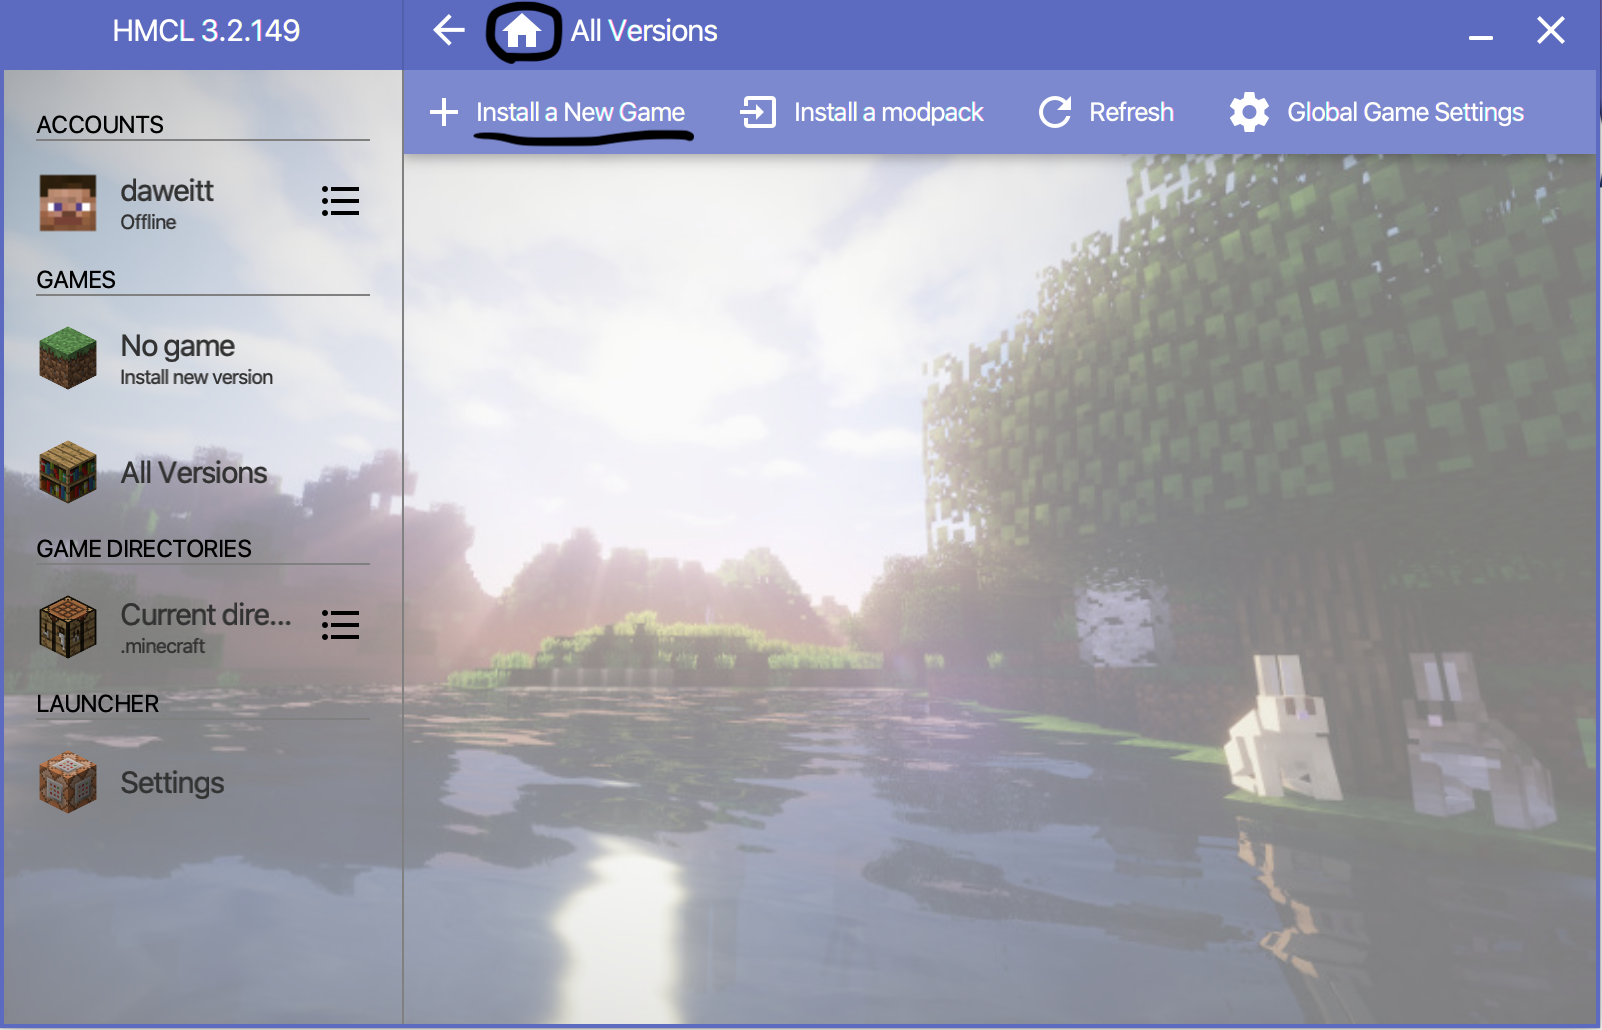 HMCL 3.2.149
All Versions
Install a New Game
Install a modpack
Refresh
Global Game Settings
ACCOUNTS
daweitt
Offline
GAMES
No game
Install new version
All Versions
GAME DIRECTORIES
Current dire...
.minecraft
LAUNCHER
Settings